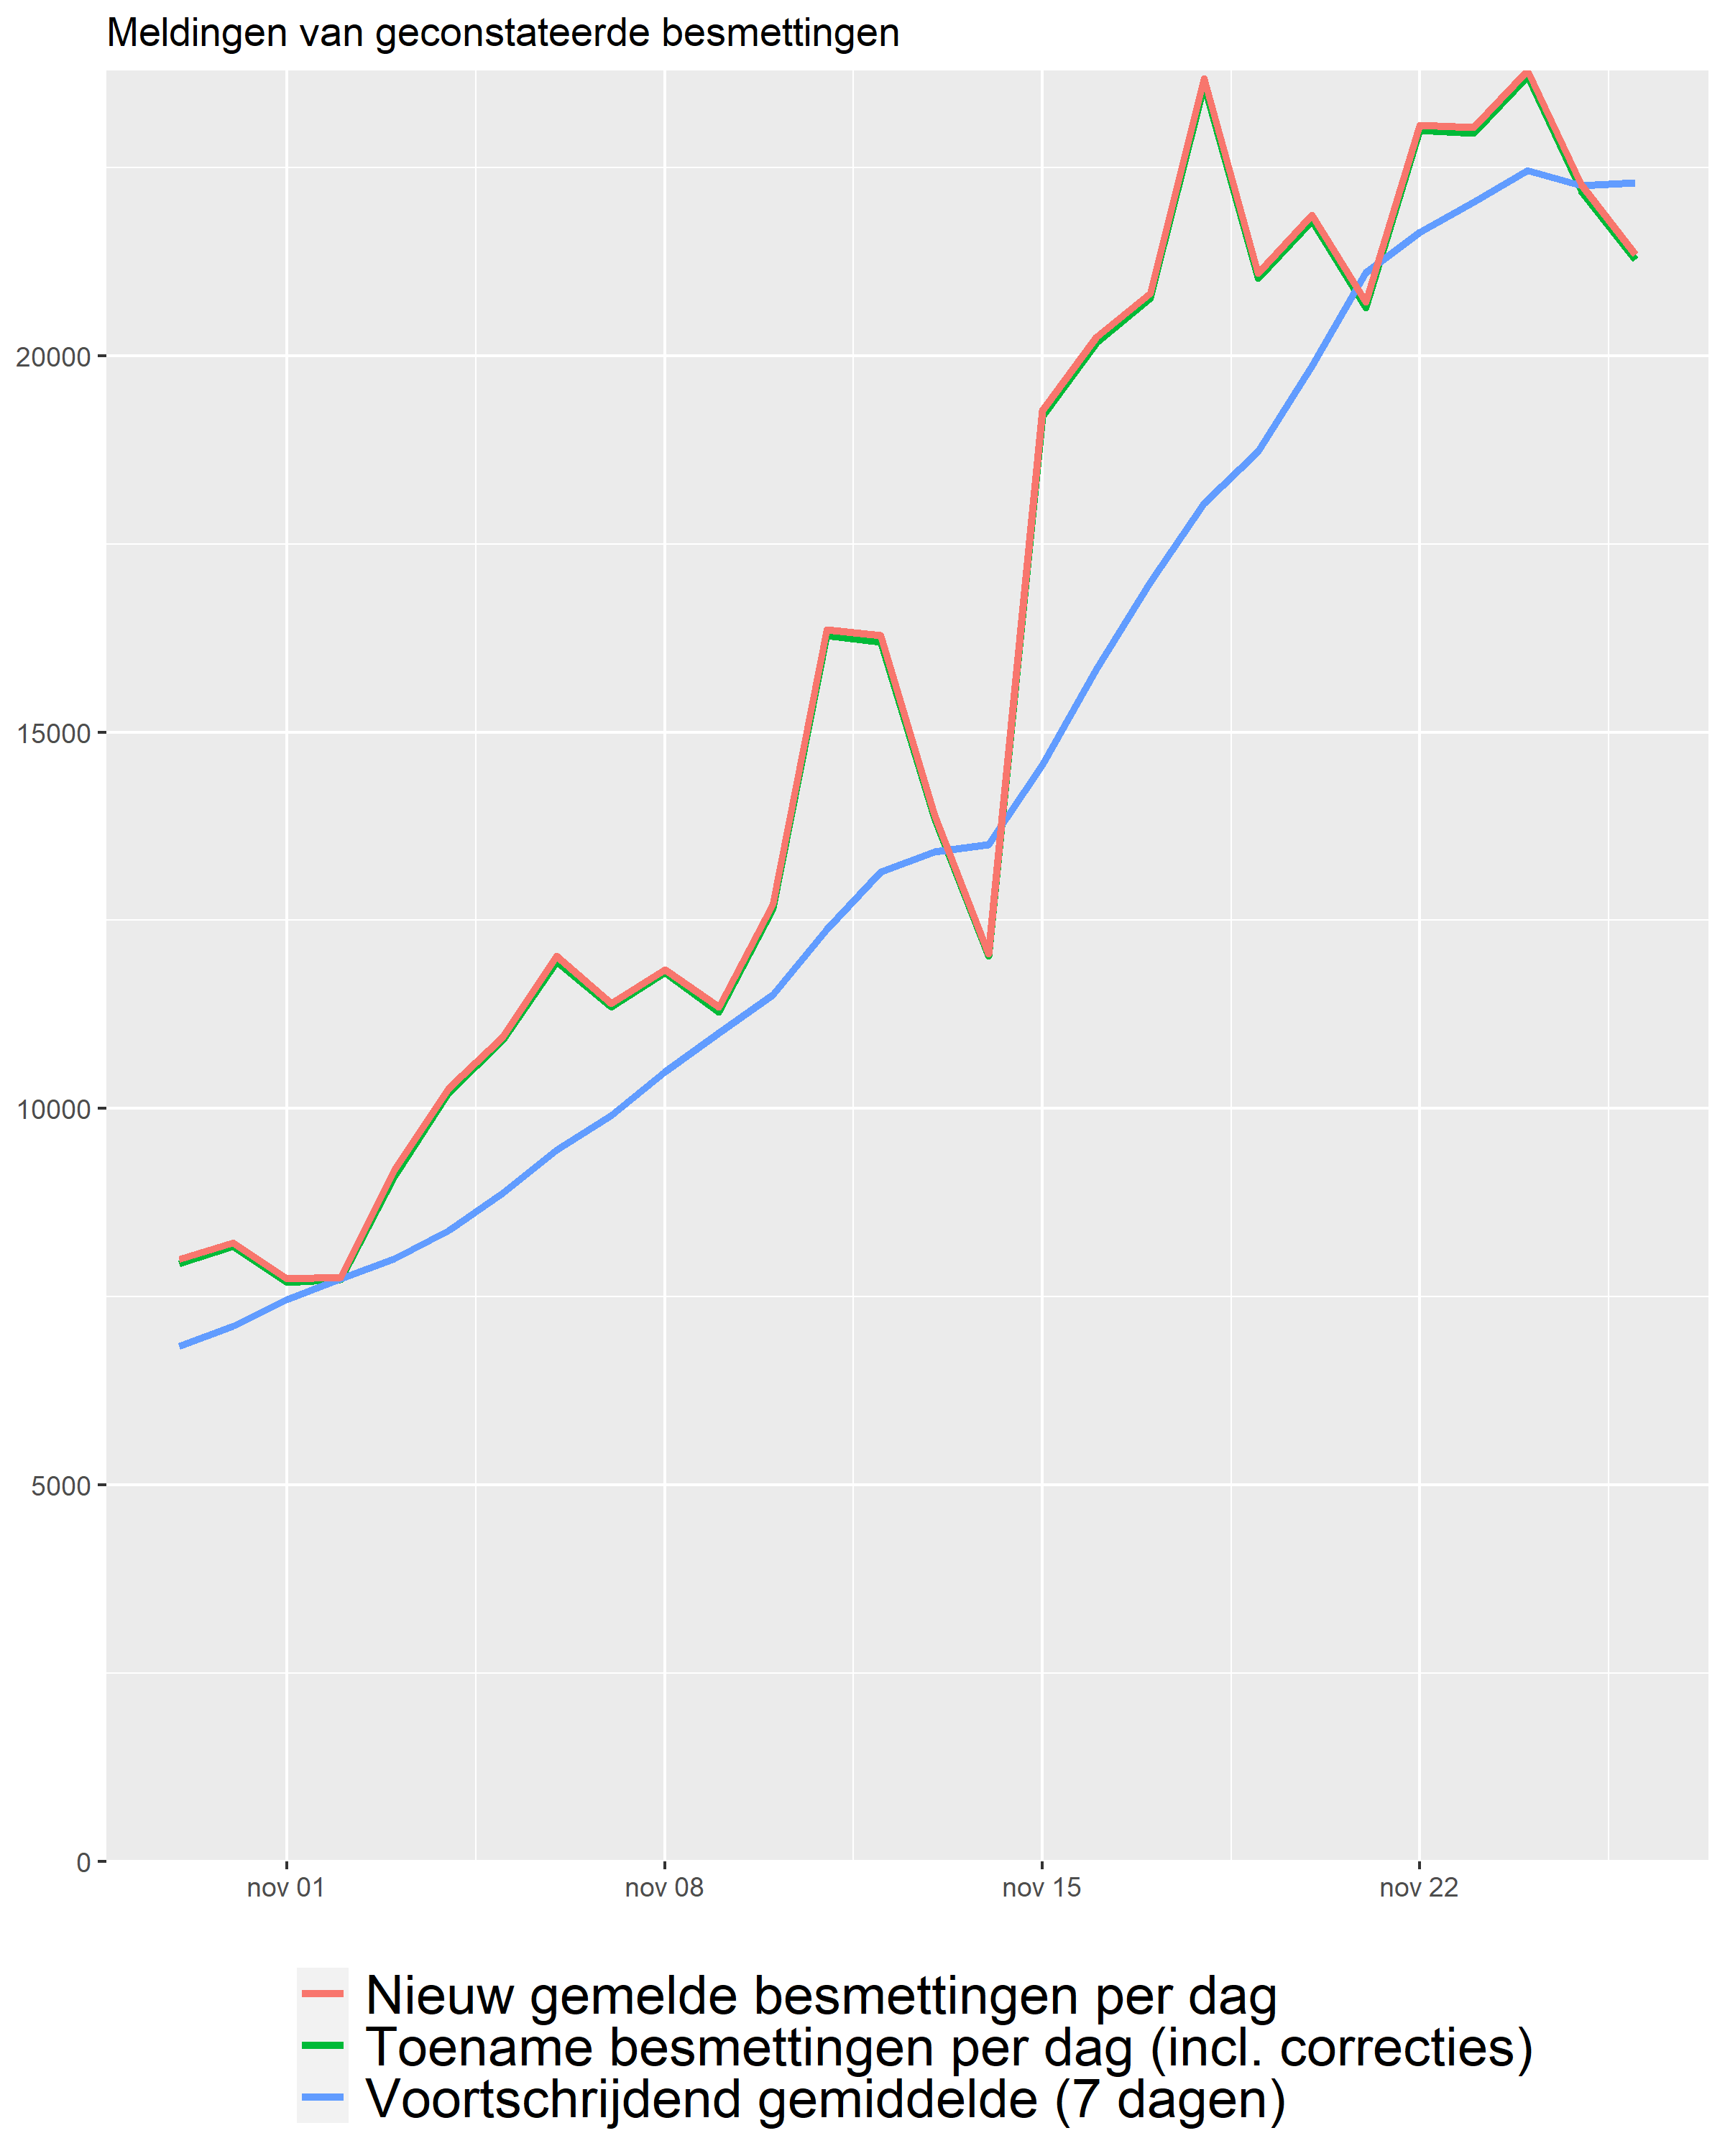 Meldingen van geconstateerde besmettingen
20000
15000
10000
5000
0
nov 01
nov 08
nov 15
nov 22
Nieuw gemelde besmettingen per dag
Toename besmettingen per dag (incl. correcties)
Voortschrijdend gemiddelde (7 dagen)